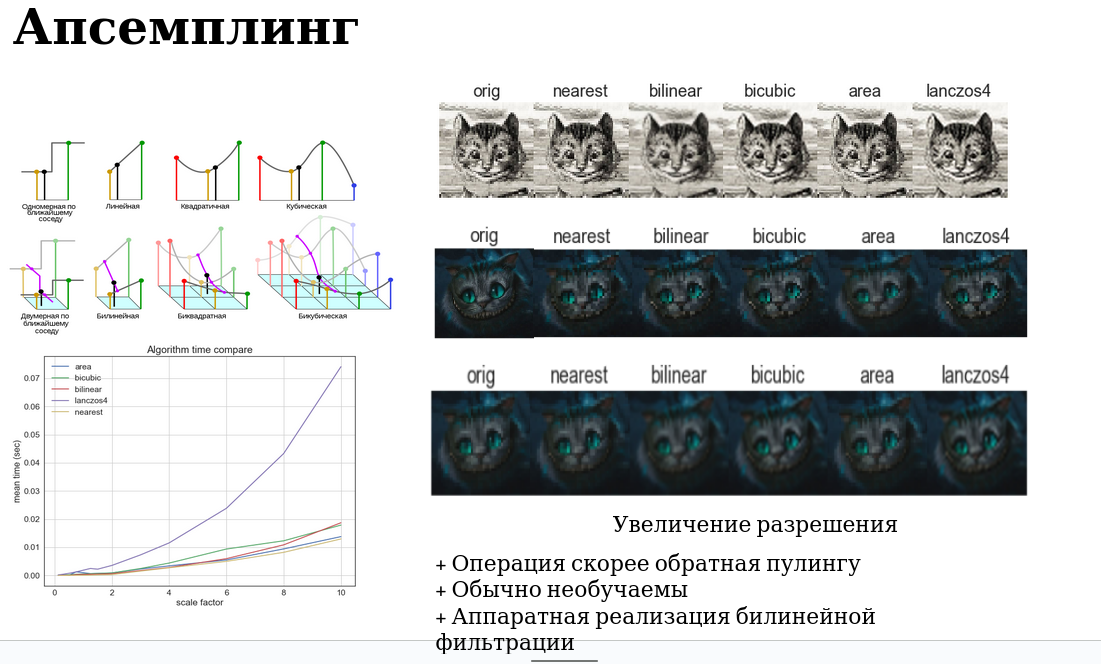 Апсемплинг
Одномерная по
ближайшему
соседу
Линейная
Квадратичная
Кубическая
Двумерная по
ближайшему
соседу
Билинейная
Биквадратная
Бикубическая
Algorithm time compare
area
bicubic
bilinear
lanczos4
nearest
0.07
0.06
0.05
0.04
0.03
0.02
0.01
0.00
mean time (sec)
0 2 4 6 8 10
scale factor
orig nearest bilinear bicubic area lanczos4
orig nearest bilinear bicubic area lanczos4
orig nearest bilinear bicubic area lanczos4
Увеличение разрешения
+ Операция скорее обратная пулингу
+ Обычно необучаемы
+ Аппаратная реализация билинейной
фильтрации